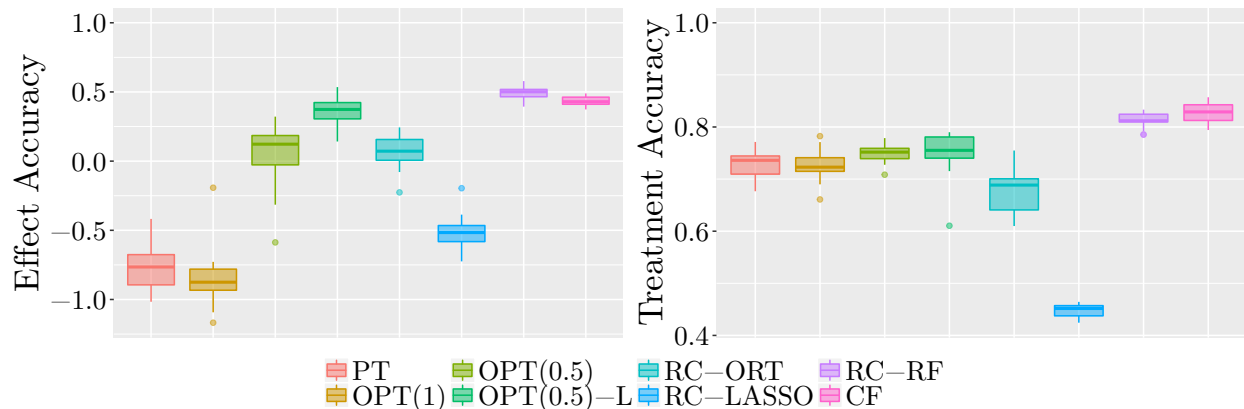 Effect Accuracy
1.0
0.5
0.0
−0.5
−1.0
Treatment Accuracy
1.0
0.8
0.6
0.4
PT
OPT(0.5)
RC−ORT
RC−RF
OPT(1)
OPT(0.5)−L
RC−LASSO
CF